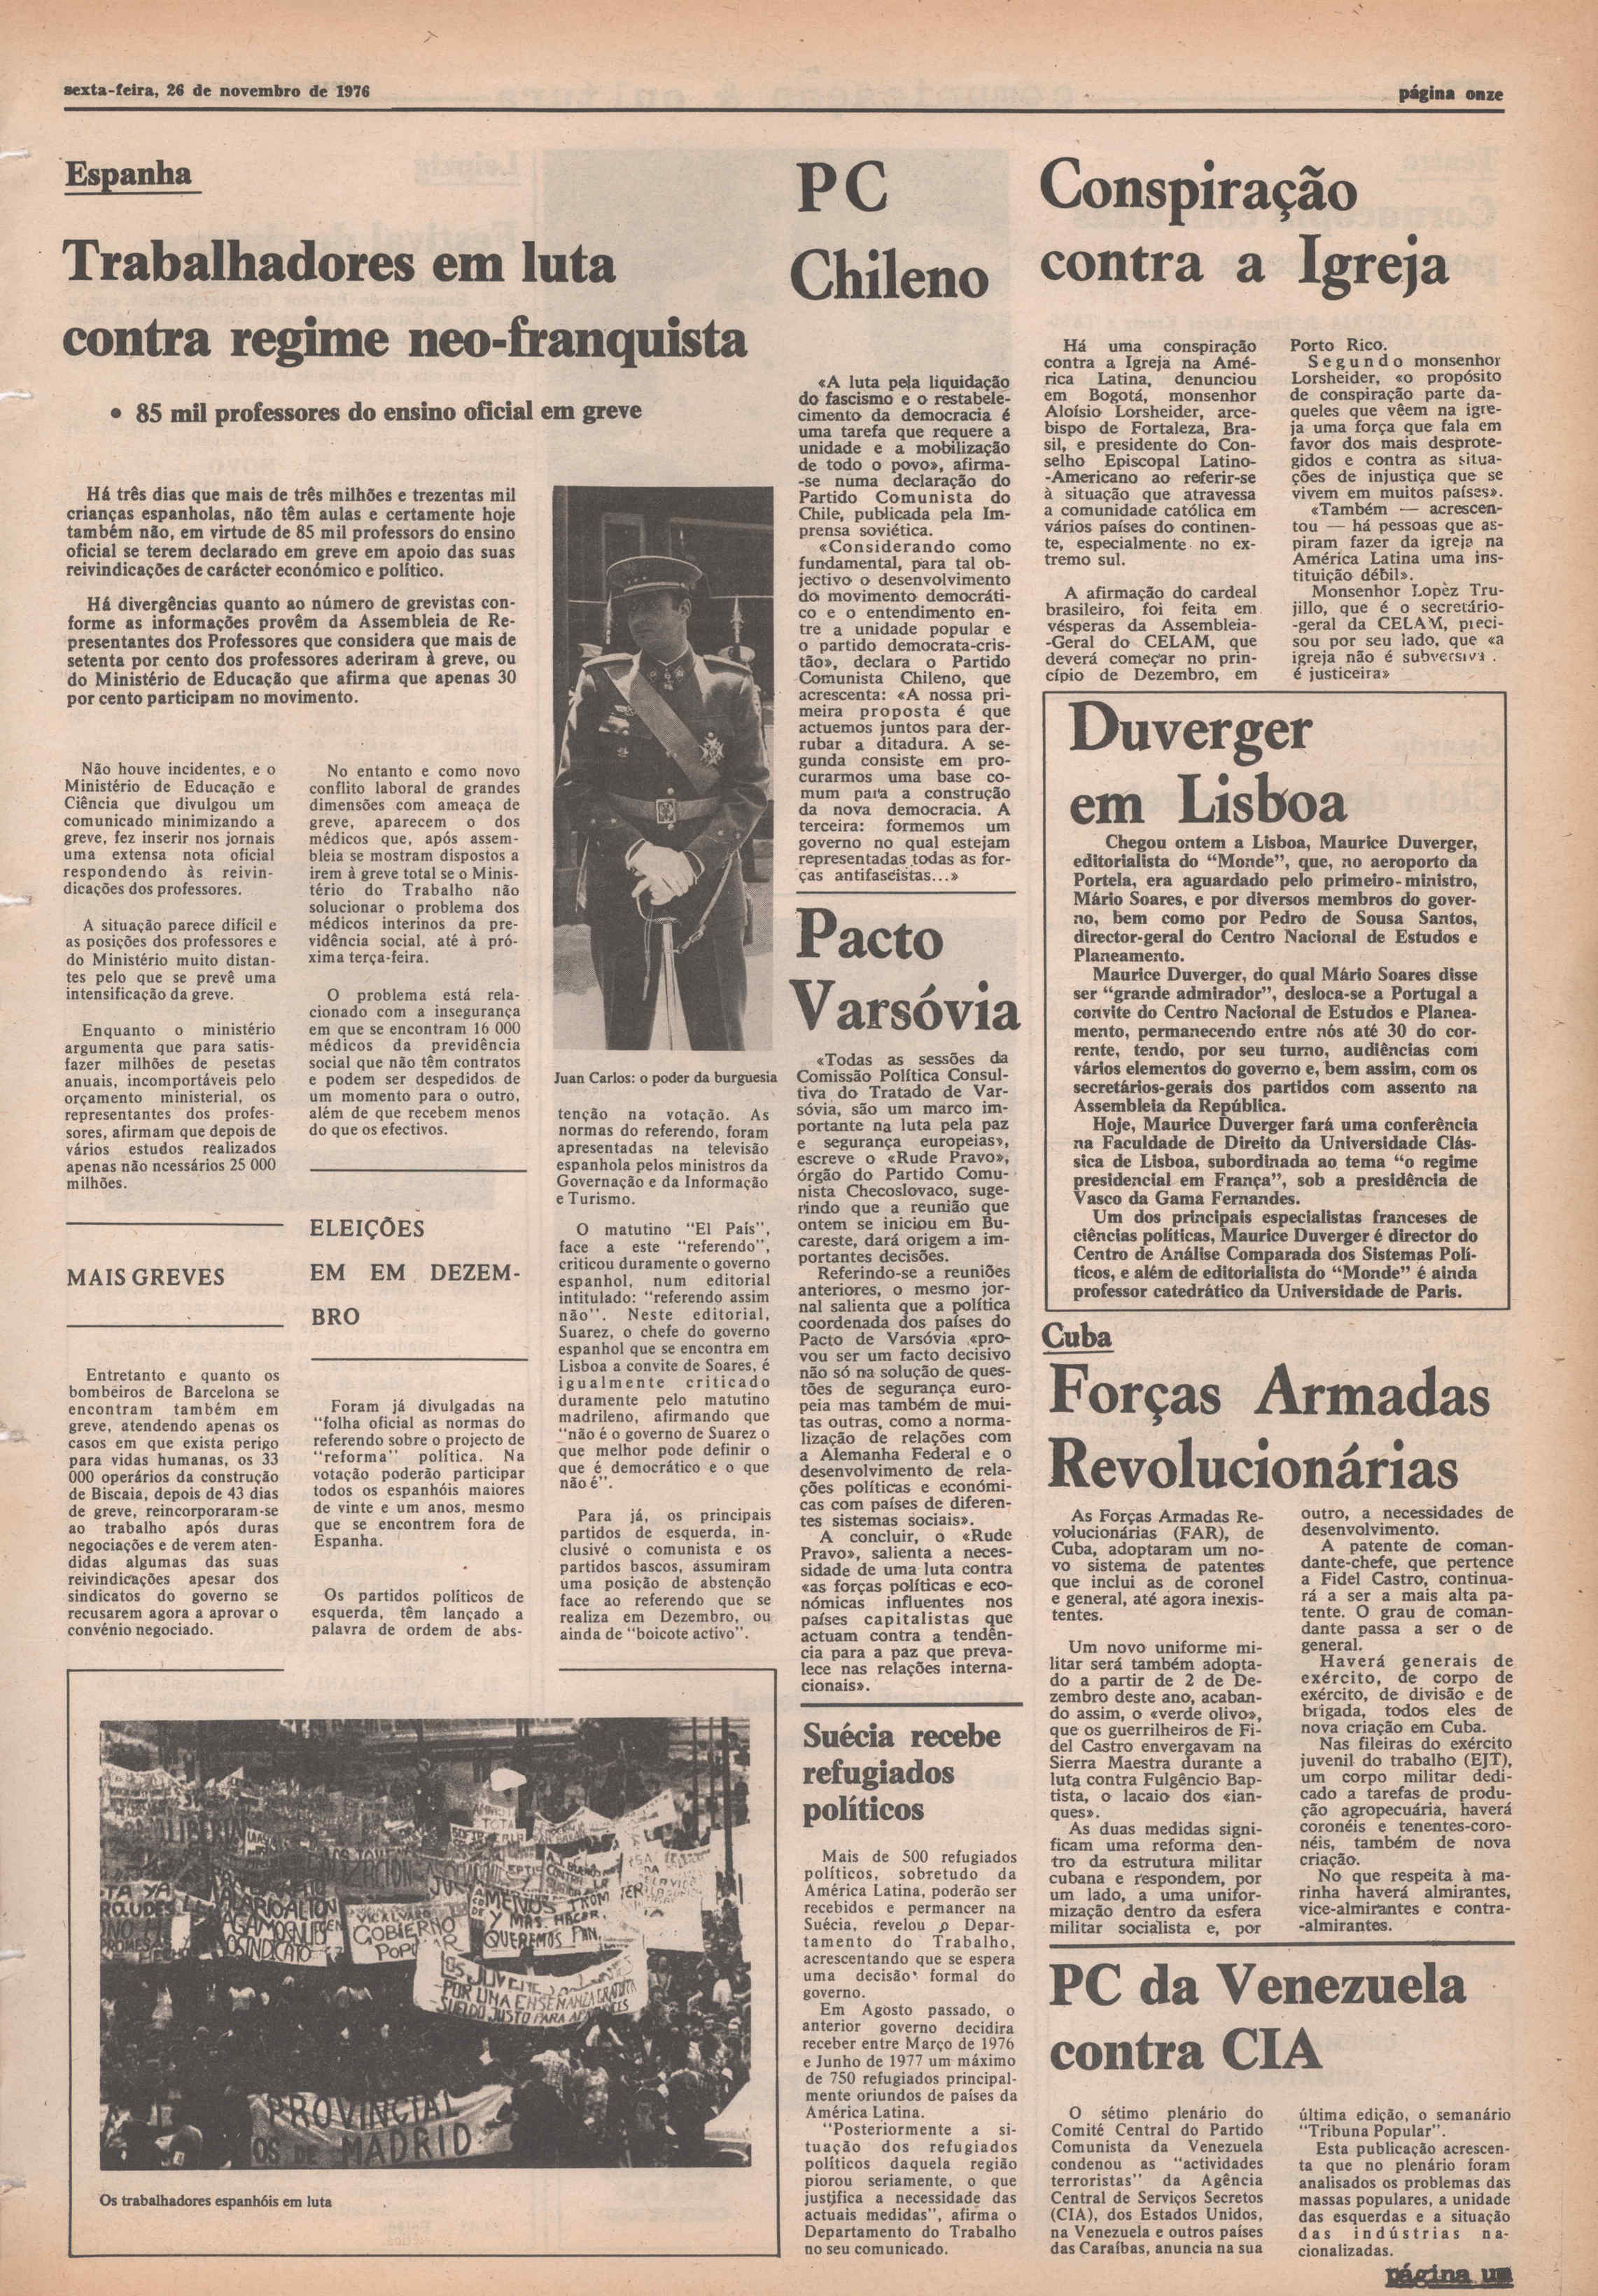 sexta-feira, 26 de novembro de 1976
página onze
Espanha
Trabalhadores em luta
contra regime neo-franquista
• 85 mil professores do ensino oficial em greve
Há três dias que mais de três milhões e trezentas mil
crianças espanholas, não têm aulas e certamente hoje
também não, em virtude de 85 mil professors do ensino
oficial se terem declarado em greve em apoio das suas
reivindicações de carácter económico e político.
Há divergências quanto ao número de grevistas con-
forme as informações provêm da Assembleia de Re-
presentantes dos Professores que considera que mais de
setenta por cento dos professores aderiram à greve, ou
do Ministério de Educação que afirma que apenas 30
por cento participam no movimento.
Não houve incidentes, e o
Ministério de Educação e
Ciência que divulgou um
comunicado minimizando a
greve, fez inserir nos jornais
uma extensa nota oficial
respondendo às reivin-
dicações dos professores.
A situação parece difícil e
as posições dos professores e
do Ministério muito distan-
tes pelo que se prevê uma
intensificação da greve.
Enquanto o ministério
argumenta que para satis-
fazer milhões de pesetas
anuais, incomportáveis pelo
orçamento ministerial, os
representantes dos profes-
sores, afirmam que depois de
vários estudos realizados
apenas não ncessários 25 000
milhões.
MAIS GREVES
Entretanto e quanto os
bombeiros de Barcelona se
encontram também em
greve, atendendo apenas os
casos em que exista perigo
para vidas humanas, os 33
000 operários da construção
de Biscaia, depois de 43 dias
de greve, reincorporaram-se
ao trabalho após duras
negociações e de verem aten-
didas algumas das suas
reivindicações apesar dos
sindicatos do governo se
recusarem agora a aprovar o
convénio negociado.
No entanto e como novo
conflito laboral de grandes
dimensões com ameaça de
greve, aparecem o dos
médicos que, após assem-
bleia se mostram dispostos a
irem à greve total se o Minis-
tério do Trabalho não
solucionar o problema dos
médicos interinos da pre-
vidência social, até à pró-
xima terça-feira.
O problema está rela-
cionado com a insegurança
em que se encontram 16 000
médicos da previdência
social que não têm contratos
e podem ser despedidos de
um momento para o outro,
além de que recebem menos
do que os efectivos.
ELEIÇÕES
EM EM DEZEM-
BRO
Foram já divulgadas na
"folha oficial as normas do
referendo sobre o projecto de
"reforma" política. Na
votação poderão participar
todos os espanhóis maiores
de vinte e um anos, mesmo
que se encontrem fora de
Espanha.
Os partidos políticos de
esquerda, têm lançado a
palavra de ordem de abs-
Juan Carlos: o poder da burguesia
tenção na votação. As
normas do referendo, foram
apresentadas na televisão
espanhola pelos ministros da
Governação e da Informação
e Turismo.
O matutino "El País",
face a este "referendo",
criticou duramente o governo
espanhol, num editorial
intitulado: "referendo assim
não". Neste editorial,
Suarez, o chefe do governo
espanhol que se encontra em
Lisboa a convite de Soares, é
igualmente criticado
duramente pelo matutino
madrileno, afirmando que
"não é o governo de Suarez o
que melhor pode definir o
que é democrático e o que
não é".
Para já, os principais
partidos de esquerda, in-
clusivé o comunista e os
partidos bascos, assumiram
uma posição de abstenção
face ao referendo que se
realiza em Dezembro, ou
ainda de "boicote activo".
VICALVARO
GOBIERNO
POPULAR
Y MAS HACER
QUEREMOS PAN
POR UNA ENSEÑANZA GRATUITA
PROVINCIAL
OS DE MADRID
Os trabalhadores espanhóis em luta
PC
Chileno
«A luta pela liquidação
do fascismo e o restabele-
cimento da democracia é
uma tarefa que requere a
unidade e a mobilização
de todo o povo», afirma-
-se numa declaração do
Partido Comunista do
Chile, publicada pela Im-
prensa soviética.
«Considerando como
fundamental, para tal ob-
jectivo o desenvolvimento
do movimento democráti-
co e o entendimento en-
tre a unidade popular e
o partido democrata-cris-
tão», declara o Partido
Comunista Chileno, que
acrescenta: «A nossa pri-
meira proposta é que
actuemos juntos para der-
rubar a ditadura. A se-
gunda consiste em pro-
curarmos uma base co-
mum para a construção
da nova democracia. A
terceira: formemos um
governo no qual estejam
representadas todas as for-
ças antifascistas...»
Pacto
Varsóvia
«Todas as sessões da
Comissão Política Consul-
tiva do Tratado de Var-
sóvia, são um marco im-
portante na luta pela paz
e segurança europeias»,
escreve o «Rude Pravo»,
órgão do Partido Comu-
nista Checoslovaco, suge-
rindo que a reunião que
ontem se iniciou em Bu-
careste, dará origem a im-
portantes decisões.
Referindo-se a reuniões
anteriores, o mesmo jor-
nal salienta que a política
coordenada dos países do
Pacto de Varsóvia «pro-
vou ser um facto decisivo
não só na solução de ques-
tões de segurança euro-
peia mas também de mui-
tas outras, como a norma-
lização de relações com
a Alemanha Federal e o
desenvolvimento de rela-
ções políticas e económi-
cas com países de diferen-
tes sistemas sociais».
A concluir, o «Rude
Pravo», salienta a neces-
sidade de uma luta contra
«as forças políticas e eco-
nómicas influentes nos
países capitalistas que
actuam contra a tendên-
cia para a paz que preva-
lece nas relações interna-
cionais».
Suécia recebe
refugiados
políticos
Mais de 500 refugiados
políticos, sobretudo da
América Latina, poderão ser
recebidos e permancer na
Suécia, revelou o Depar-
tamento do Trabalho,
acrescentando que se espera
uma decisão formal do
governo.
Em Agosto passado, o
anterior governo decidira
receber entre Março de 1976
e Junho de 1977 um máximo
de 750 refugiados principal-
mente oriundos de países da
América Latina.
"Posteriormente a si-
tuação dos refugiados
políticos daquela região
piorou seriamente, o que
justifica a necessidade das
actuais medidas", afirma o
Departamento do Trabalho
no seu comunicado.
Conspiração
contra a Igreja
Há uma conspiração
contra a Igreja na Amé-
rica Latina, denunciou
em Bogotá, monsenhor
Aloísio Lorsheider, arce-
bispo de Fortaleza, Bra-
sil, e presidente do Con-
selho Episcopal Latino-
-Americano ao referir-se
à situação que atravessa
a comunidade católica em
vários países do continen-
te, especialmente no ex-
tremo sul.
A afirmação do cardeal
brasileiro, foi feita em
vésperas da Assembleia-
-Geral do CELAM, que
deverá começar no prin-
cípio de Dezembro, em
Porto Rico.
Segundo monsenhor
Lorsheider, «o propósito
de conspiração parte da-
queles que vêem na igre-
ja uma força que fala em
favor dos mais desprote-
gidos e contra as situa-
ções de injustiça que se
vivem em muitos países».
«Também — acrescen-
tou — há pessoas que as-
piram fazer da igreja na
América Latina uma ins-
tituição débil».
Monsenhor Lopèz Tru-
jillo, que é o secretário-
-geral da CELAM, preci-
sou por seu lado, que «a
igreja não é subversiva .
é justiceira»
Duverger
em Lisboa
Chegou ontem a Lisboa, Maurice Duverger,
editorialista do "Monde", que, no aeroporto da
Portela, era aguardado pelo primeiro-ministro,
Mário Soares, e por diversos membros do gover-
no, bem como por Pedro de Sousa Santos,
director-geral do Centro Nacional de Estudos e
Planeamento.
Maurice Duverger, do qual Mário Soares disse
ser "grande admirador", desloca-se a Portugal a
convite do Centro Nacional de Estudos e Planea-
mento, permanecendo entre nós até 30 do cor-
rente, tendo, por seu turno, audiências com
vários elementos do governo e, bem assim, com os
secretários-gerais dos partidos com assento na
Assembleia da República.
Hoje, Maurice Duverger fará uma conferência
na Faculdade de Direito da Universidade Clás-
sica de Lisboa, subordinada ao tema "o regime
presidencial em França", sob a presidência de
Vasco da Gama Fernandes.
Um dos principais especialistas franceses de
ciências políticas, Maurice Duverger é director do
Centro de Análise Comparada dos Sistemas Polí-
ticos, e além de editorialista do "Monde" é ainda
professor catedrático da Universidade de Paris.
Cuba
Forças Armadas
Revolucionárias
As Forças Armadas Re-
volucionárias (FAR), de
Cuba, adoptaram um no-
vo sistema de patentes
que inclui as de coronel
e general, até agora inexis-
tentes.
Um novo uniforme mi-
litar será também adopta-
do a partir de 2 de De-
zembro deste ano, acaban-
do assim, o «verde olivo»,
que os guerrilheiros de Fi-
del Castro envergavam na
Sierra Maestra durante a
luta contra Fulgêncio Bap-
tista, o lacaio dos «ian-
ques».
As duas medidas signi-
ficam uma reforma den-
tro da estrutura militar
cubana e respondem, por
um lado, a uma unifor-
mização dentro da esfera
militar socialista e, por
outro, a necessidades de
desenvolvimento.
A patente de coman-
dante-chefe, que pertence
a Fidel Castro, continua-
rá a ser a mais alta pa-
tente. O grau de coman-
dante passa a ser o de
general.
Haverá generais de
exército, de corpo de
exército, de divisão e de
brigada, todos eles de
nova criação em Cuba.
Nas fileiras do exército
juvenil do trabalho (EJT),
um corpo militar dedi-
cado a tarefas de produ-
ção agropecuária, haverá
coronéis e tenentes-coro-
néis, também de nova
criação.
No que respeita à ma-
rinha haverá almirantes,
vice-almirantes e contra-
-almirantes.
PC da Venezuela
contra CIA
O sétimo plenário do
Comité Central do Partido
Comunista da Venezuela
condenou as "actividades
terroristas" da Agência
Central de Serviços Secretos
(CIA), dos Estados Unidos,
na Venezuela e outros países
das Caraíbas, anuncia na sua
última edição, o semanário
"Tribuna Popular".
Esta publicação acrescen-
ta que no plenário foram
analisados os problemas das
massas populares, a unidade
das esquerdas e a situação
das indústrias na-
cionalizadas.
página um